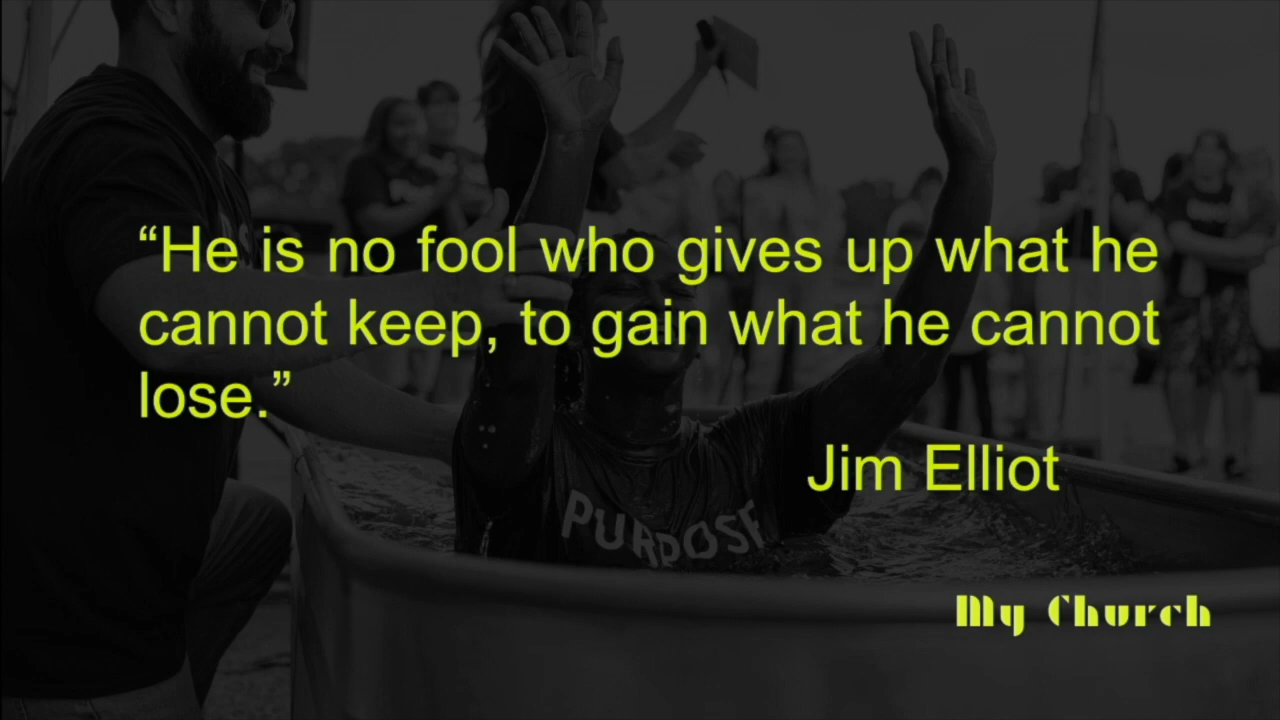 “He is no fool who gives up what he
cannot keep, to gain what he cannot
lose.”
Jim Elliot
PURPOSE
My Church